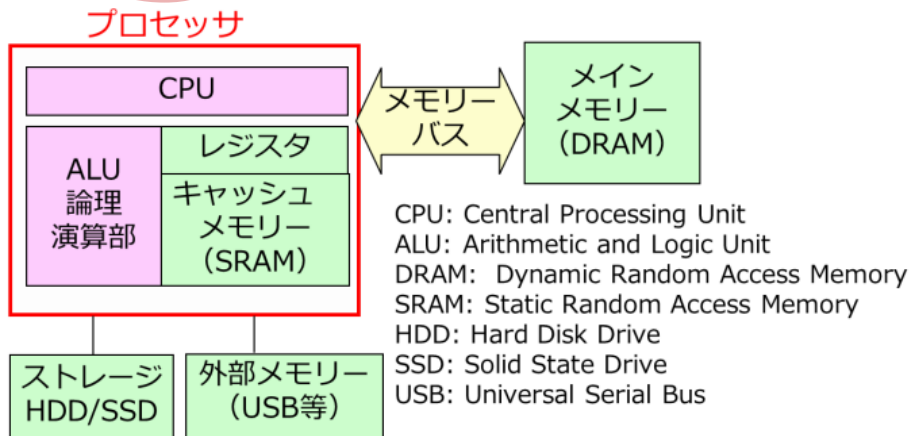 プロセッサ
CPU
ALU
論理
演算部
レジスタ
キャッシュ
メモリー
（SRAM）
メモリー
バス
メイン
メモリー
（DRAM）
CPU: Central Processing Unit
ALU: Arithmetic and Logic Unit
DRAM: Dynamic Random Access Memory
SRAM: Static Random Access Memory
HDD: Hard Disk Drive
SSD: Solid State Drive
USB: Universal Serial Bus
ストレージ
HDD/SSD
外部メモリー
（USB等）